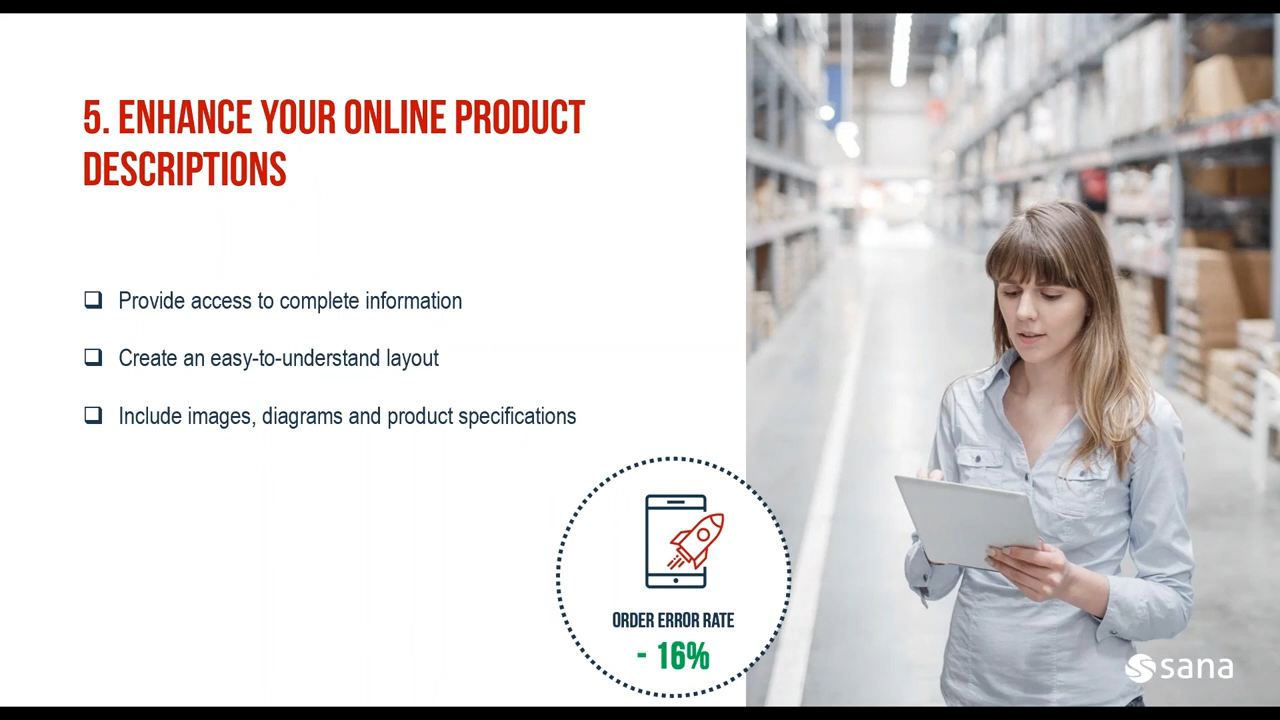 5. ENHANCE YOUR ONLINE PRODUCT
DESCRIPTIONS
Provide access to complete information
Create an easy-to-understand layout
Include images, diagrams and product specifications
ORDER ERROR RATE
- 16%
sana